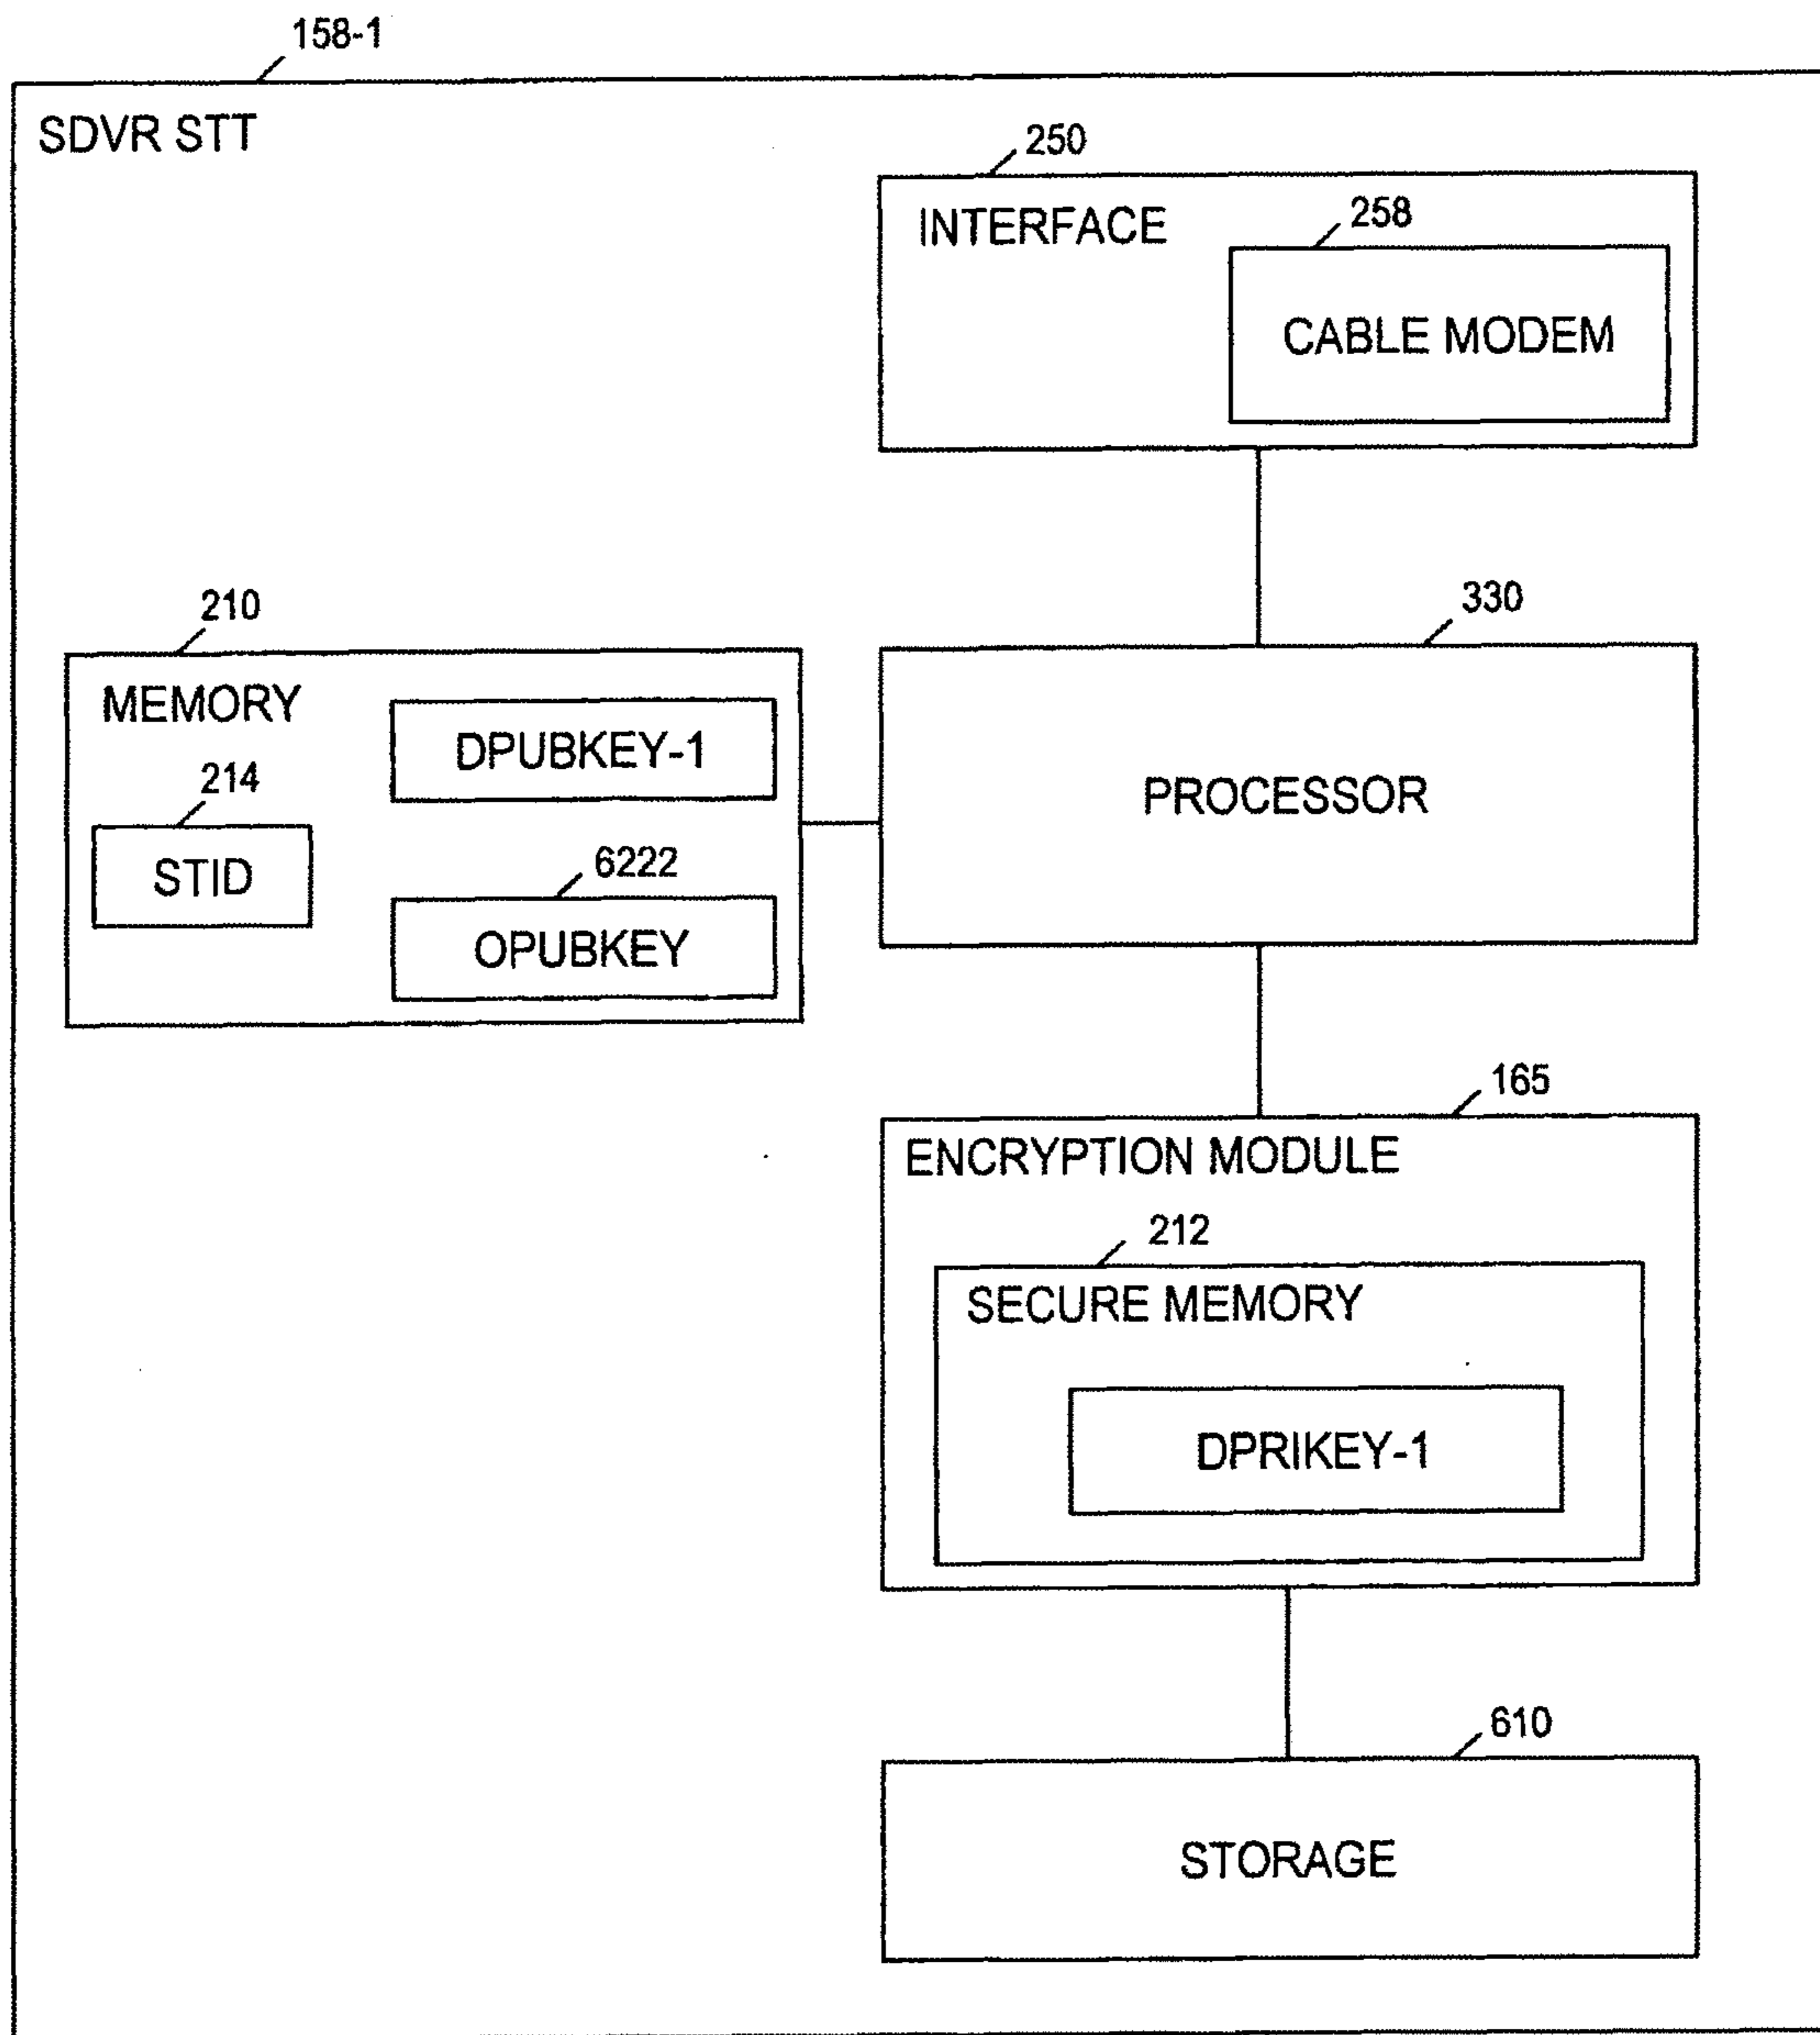 158-1
SDVR STT
250
INTERFACE
258
CABLE MODEM
210
330
MEMORY
DPUBKEY-1
PROCESSOR
214
STID
6222
OPUBKEY
165
ENCRYPTION MODULE
212
SECURE MEMORY
DPRIKEY-1
610
STORAGE